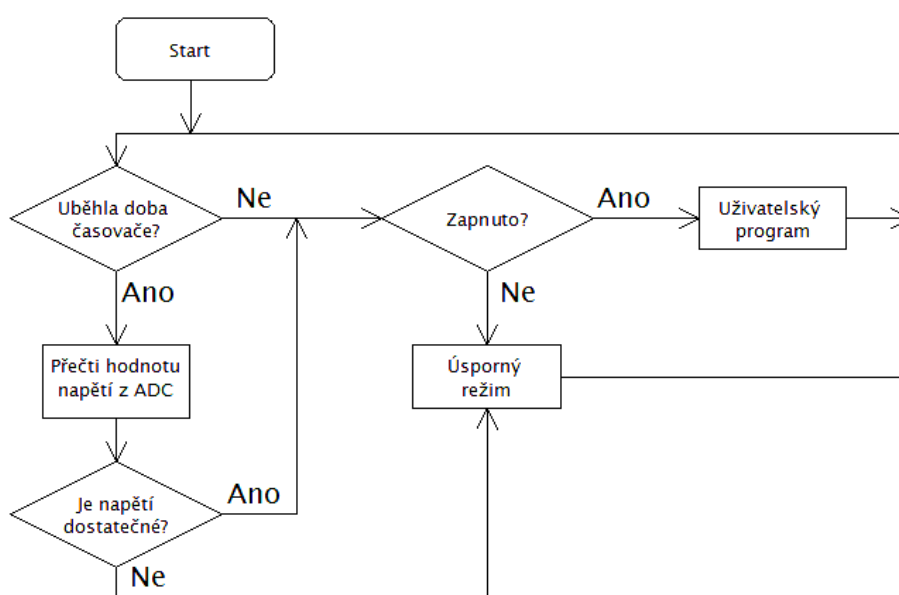 Start
Uběhla doba
časovače?
Ne
Zapnuto?
Ano
Uživatelský
program
Ano
Ne
Přečti hodnotu
napětí z ADC
Úsporný
režim
Je napětí
dostatečné?
Ano
Ne